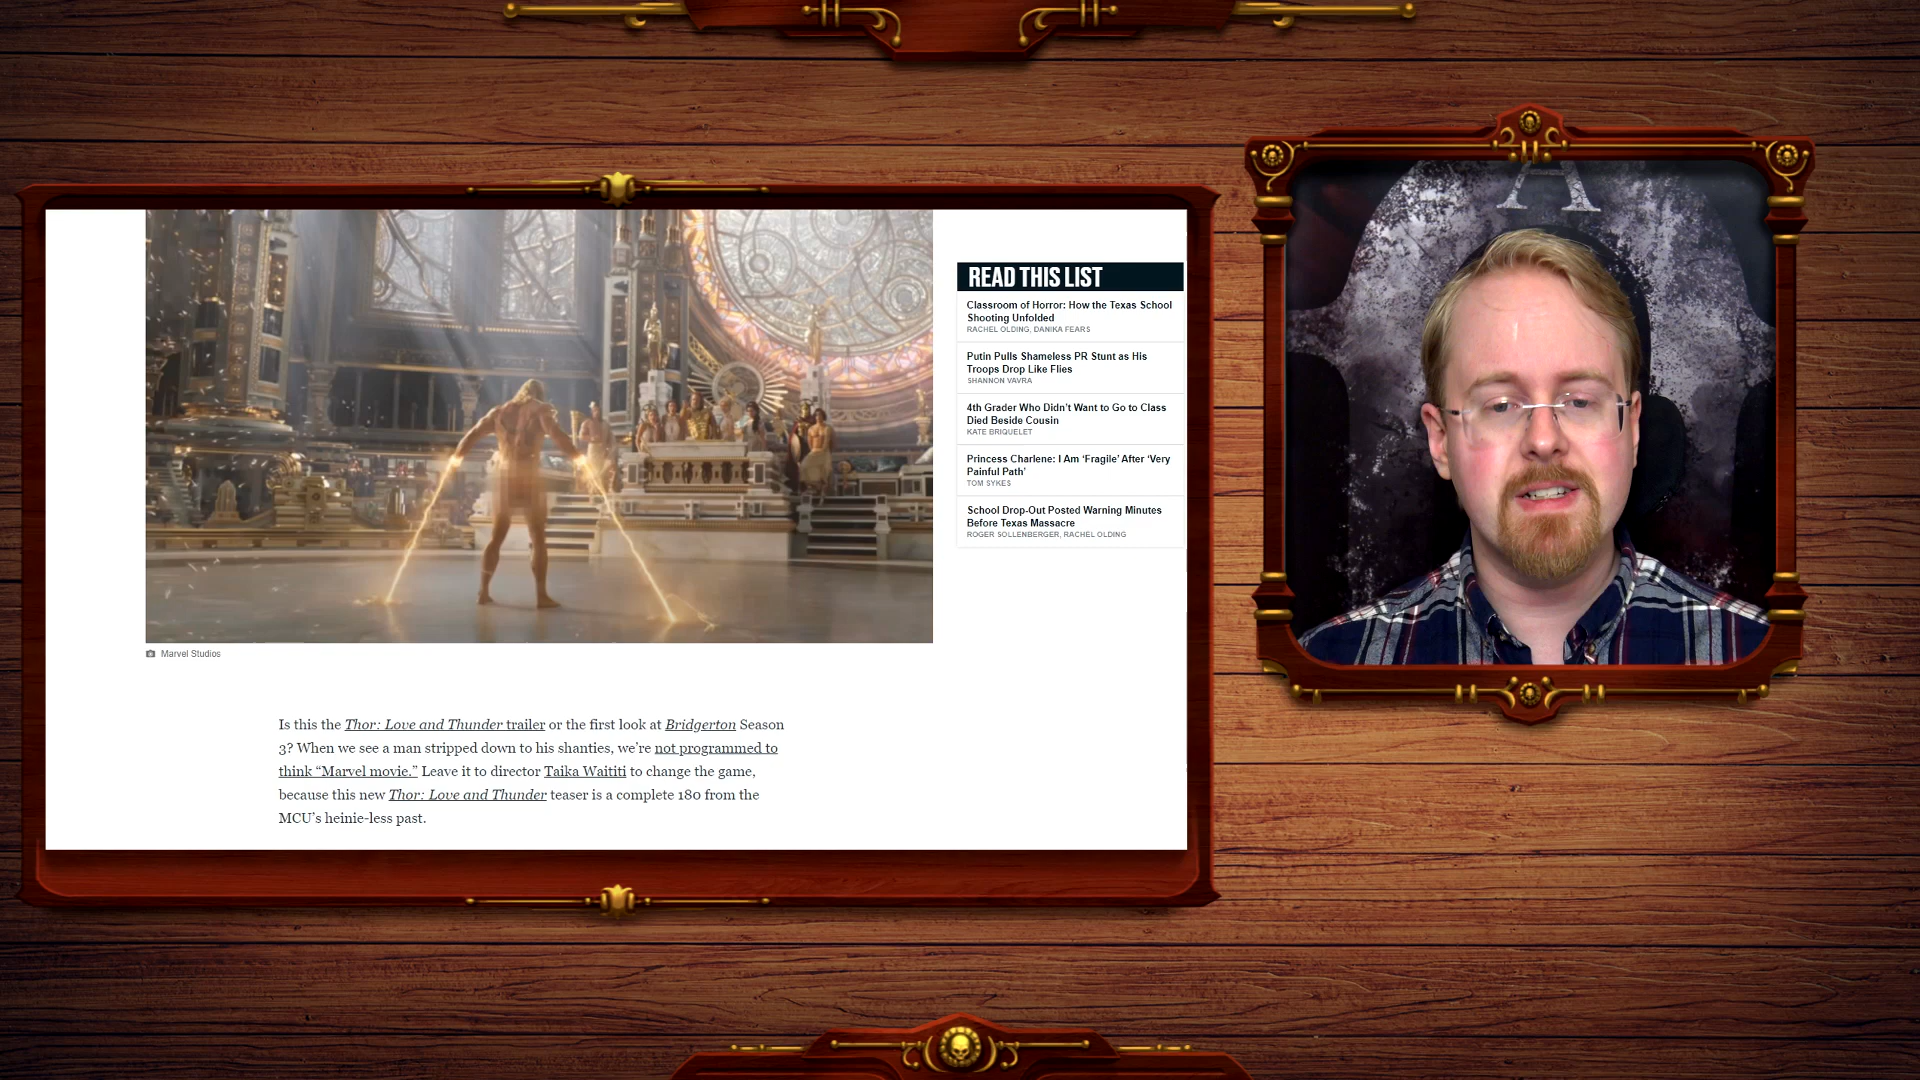 A
READ THIS LIST
Classroom of Horror: How the Texas School
Shooting Unfolded
RACHEL OLDING, DANIKA FEARS
Putin Pulls Shameless PR Stunt as His
Troops Drop Like Flies
SHANNON VAVRA
4th Grader Who Didn’t Want to Go to Class
Died Beside Cousin
KATE BRIQUELET
Princess Charlene: I Am ‘Fragile’ After ‘Very
Painful Path’
TOM SYKES
School Drop-Out Posted Warning Minutes
Before Texas Massacre
ROGER SOLLENBERGER, RACHEL OLDING
Marvel Studios
Is this the Thor: Love and Thunder trailer or the first look at Bridgerton Season
3? When we see a man stripped down to his shanties, we’re not programmed to
think “Marvel movie.” Leave it to director Taika Waititi to change the game,
because this new Thor: Love and Thunder teaser is a complete 180 from the
MCU’s heinie-less past.